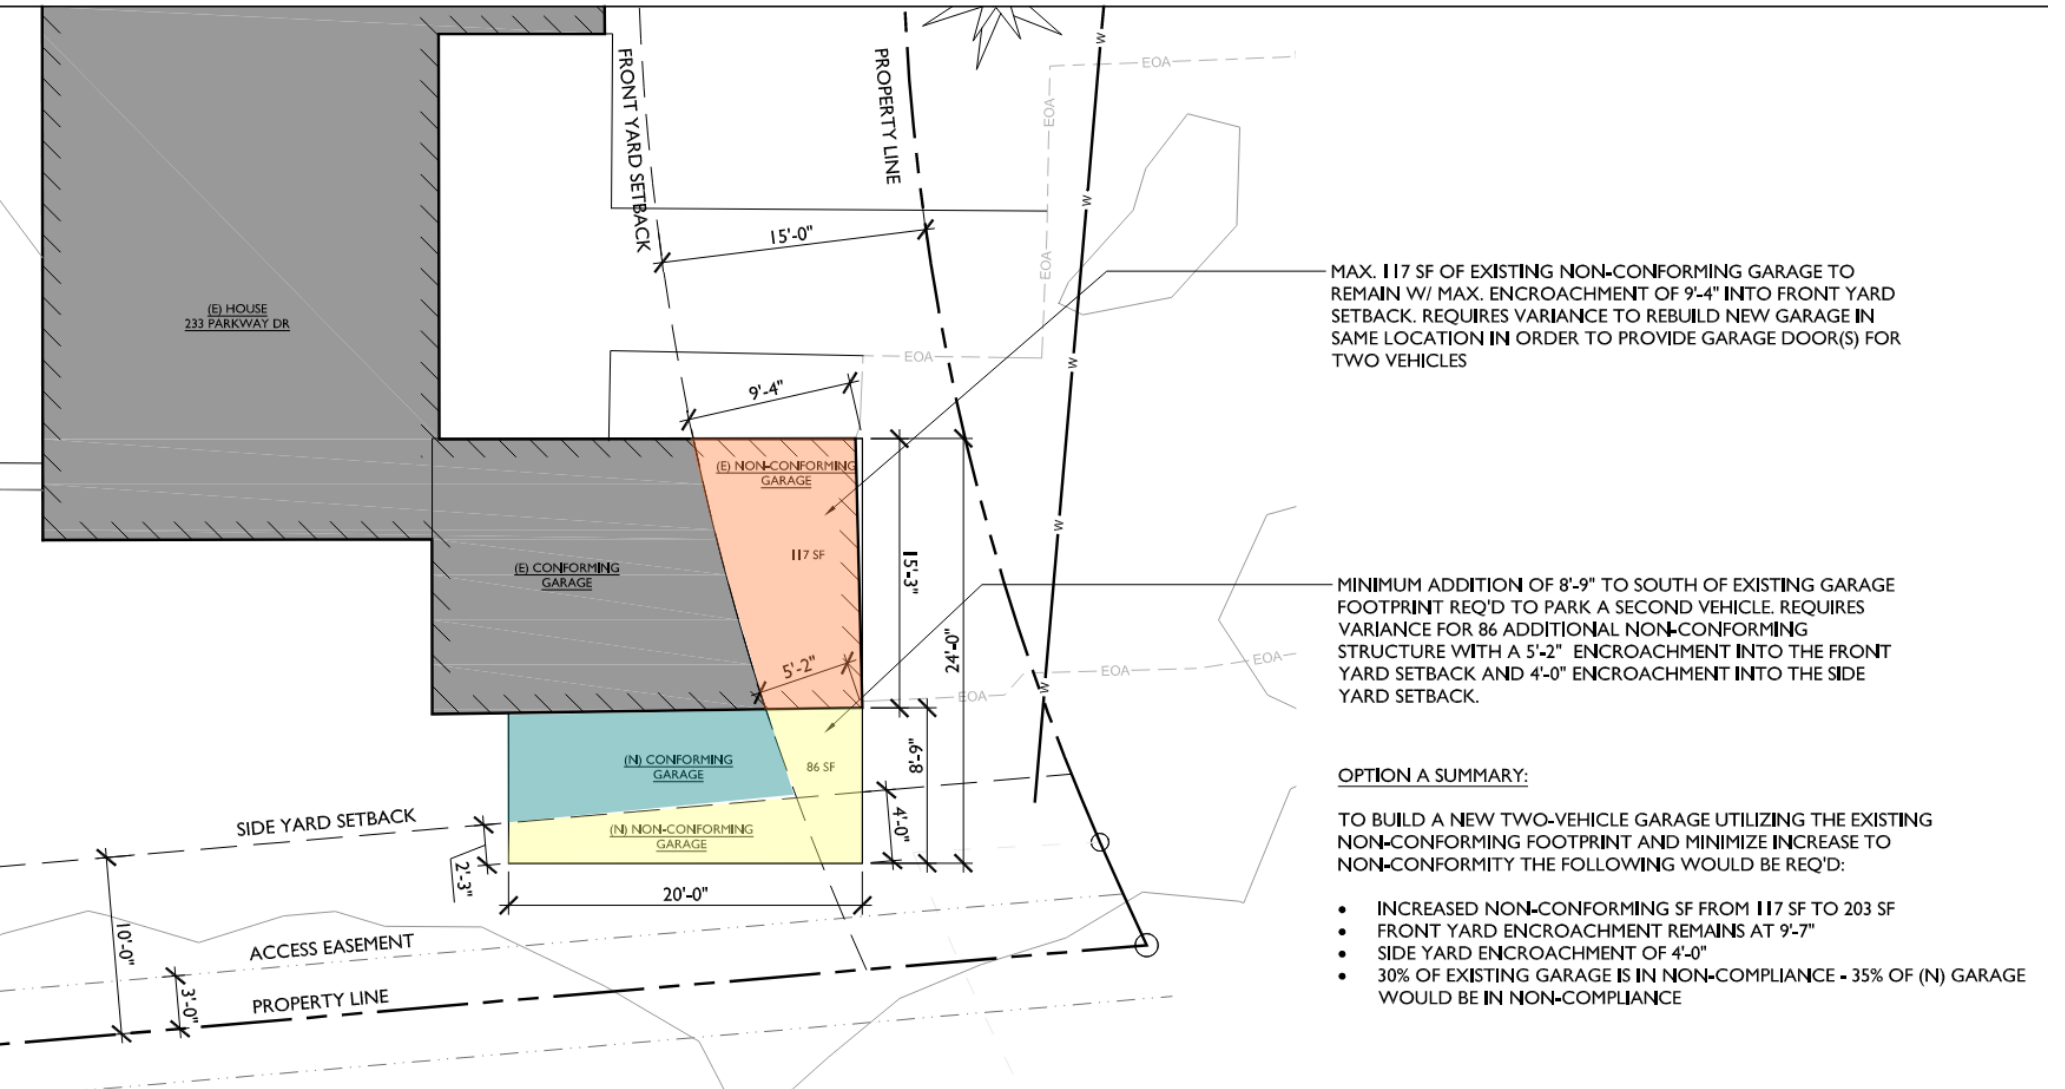 FRONT YARD SETBACK
PROPERTY LINE
W
EOA
EOA
W
15'-0"
EOA
(E) HOUSE
233 PARKWAY DR
MAX. 117 SF OF EXISTING NON-CONFORMING GARAGE TO
REMAIN W/ MAX. ENCROACHMENT OF 9'-4" INTO FRONT YARD
SETBACK. REQUIRES VARIANCE TO REBUILD NEW GARAGE IN
SAME LOCATION IN ORDER TO PROVIDE GARAGE DOOR(S) FOR
TWO VEHICLES
EOA
W
9'-4"
(E) NON-CONFORMING
GARAGE
W
117 SF
15'-3"
(E) CONFORMING
GARAGE
MINIMUM ADDITION OF 8'-9" TO SOUTH OF EXISTING GARAGE
FOOTPRINT REQ'D TO PARK A SECOND VEHICLE. REQUIRES
VARIANCE FOR 86 ADDITIONAL NON-CONFORMING
STRUCTURE WITH A 5'-2" ENCROACHMENT INTO THE FRONT
YARD SETBACK AND 4'-0" ENCROACHMENT INTO THE SIDE
YARD SETBACK.
24'-0"
5'-2"
EOA
EOA
EOA
W
8'-9"
(N) CONFORMING
GARAGE
86 SF
OPTION A SUMMARY:
TO BUILD A NEW TWO-VEHICLE GARAGE UTILIZING THE EXISTING
NON-CONFORMING FOOTPRINT AND MINIMIZE INCREASE TO
NON-CONFORMITY THE FOLLOWING WOULD BE REQ'D:
SIDE YARD SETBACK
(N) NON-CONFORMING
GARAGE
4'-0"
2'-3"
20'-0"
• INCREASED NON-CONFORMING SF FROM 117 SF TO 203 SF
• FRONT YARD ENCROACHMENT REMAINS AT 9'-7"
• SIDE YARD ENCROACHMENT OF 4'-0"
• 30% OF EXISTING GARAGE IS IN NON-COMPLIANCE - 35% OF (N) GARAGE
WOULD BE IN NON-COMPLIANCE
10'-0"
ACCESS EASEMENT
3'-0"
PROPERTY LINE